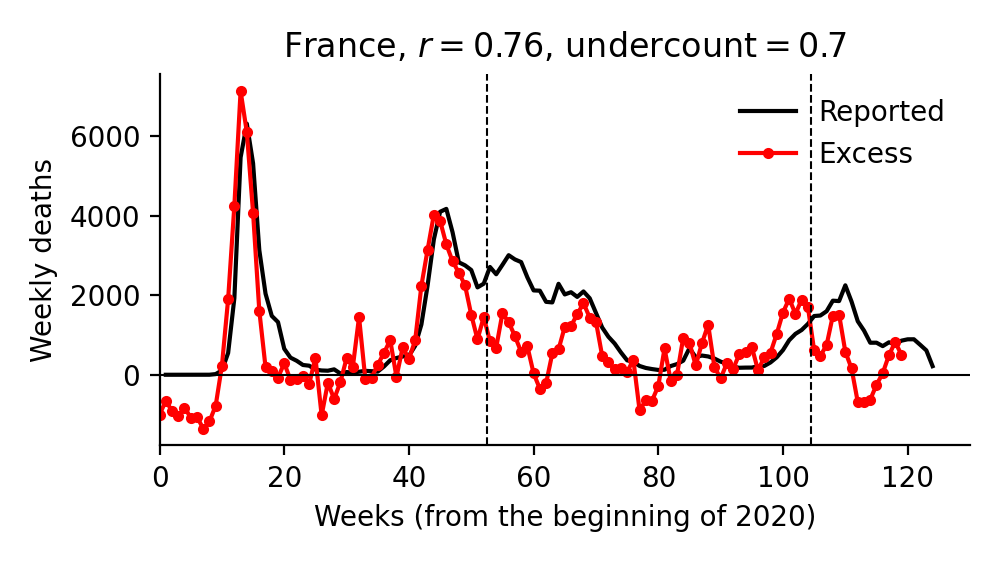 France, r = 0.76, undercount = 0.7
Reported
Excess
Weekly deaths
6000
4000
2000
0
0 20 40 60 80 100 120
Weeks (from the beginning of 2020)